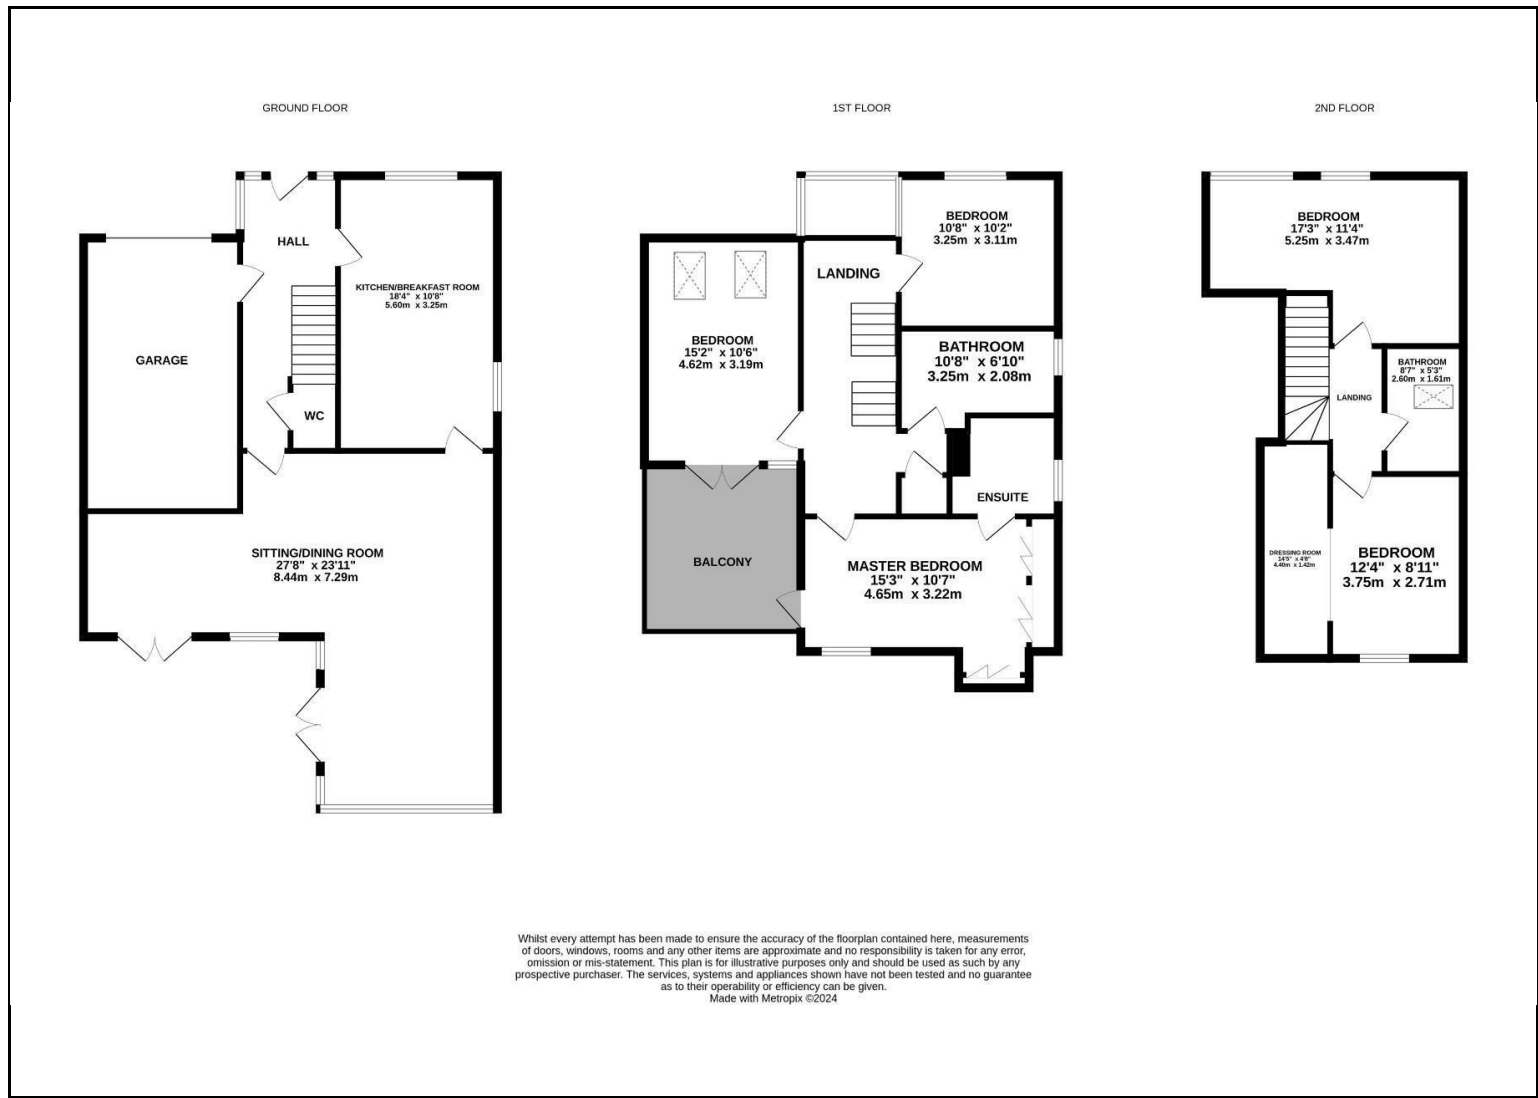 GROUND FLOOR
HALL
KITCHEN/BREAKFAST ROOM
18'4" x 10'8"
5.60m x 3.25m
GARAGE
WC
SITTING/DINING ROOM
27'8" x 23'11"
8.44m x 7.29m
1ST FLOOR
BEDROOM
10'8" x 10'2"
3.25m x 3.11m
LANDING
BEDROOM
15'2" x 10'6"
4.62m x 3.19m
BATHROOM
10'8" x 6'10"
3.25m x 2.08m
ENSUITE
BALCONY
MASTER BEDROOM
15'3" x 10'7"
4.65m x 3.22m
2ND FLOOR
BEDROOM
17'3" x 11'4"
5.25m x 3.47m
BATHROOM
8'7" x 5'3"
2.60m x 1.61m
LANDING
DRESSING ROOM
14'5" x 4'8"
4.40m x 1.42m
BEDROOM
12'4" x 8'11"
3.75m x 2.71m
Whilst every attempt has been made to ensure the accuracy of the floorplan contained here, measurements
of doors, windows, rooms and any other items are approximate and no responsibility is taken for any error,
omission or mis-statement. This plan is for illustrative purposes only and should be used as such by any
prospective purchaser. The services, systems and appliances shown have not been tested and no guarantee
as to their operability or efficiency can be given.
Made with Metropix ©2024